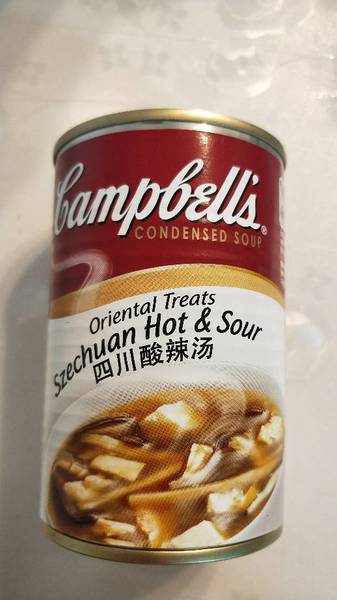 Campbell's®
CONDENSED SOUP
Oriental Treats
Szechuan Hot & Sour
四川酸辣汤